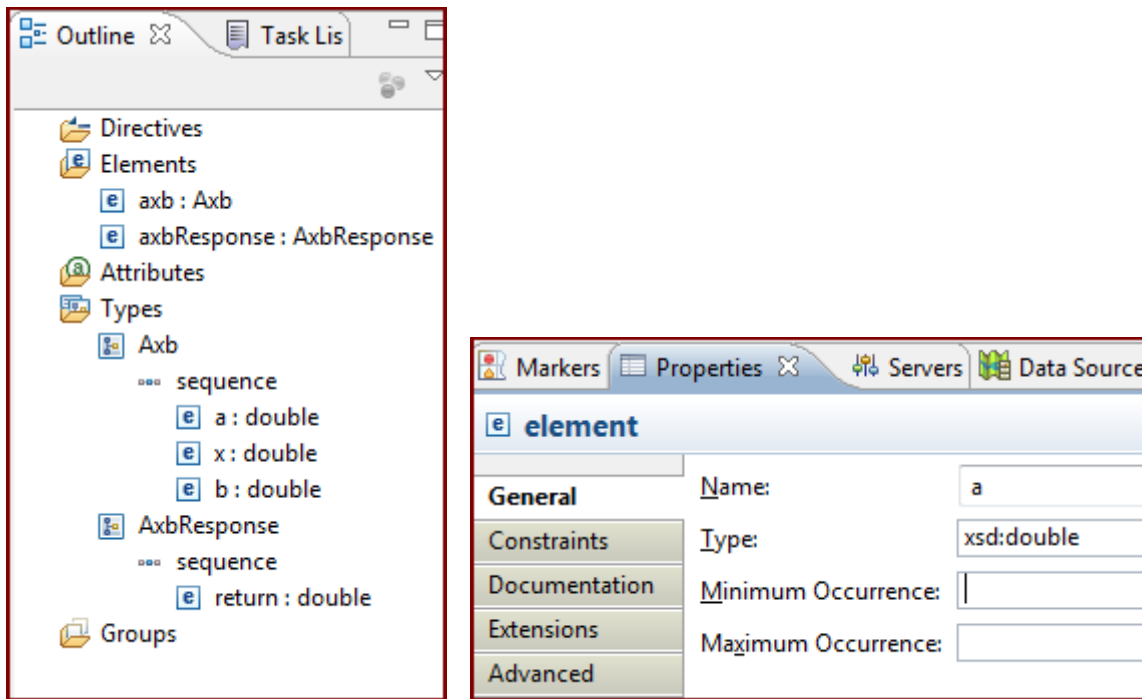 Outline Task Lis
Directives
Elements
axb : Axb
axbResponse : AxbResponse
Attributes
Types
Axb
sequence
a : double
x : double
b : double
AxbResponse
sequence
return : double
Groups
Markers Properties Servers Data Source
element
General
Constraints
Documentation
Extensions
Advanced
Name: a
Type: xsd:double
Minimum Occurrence:
Maximum Occurrence: